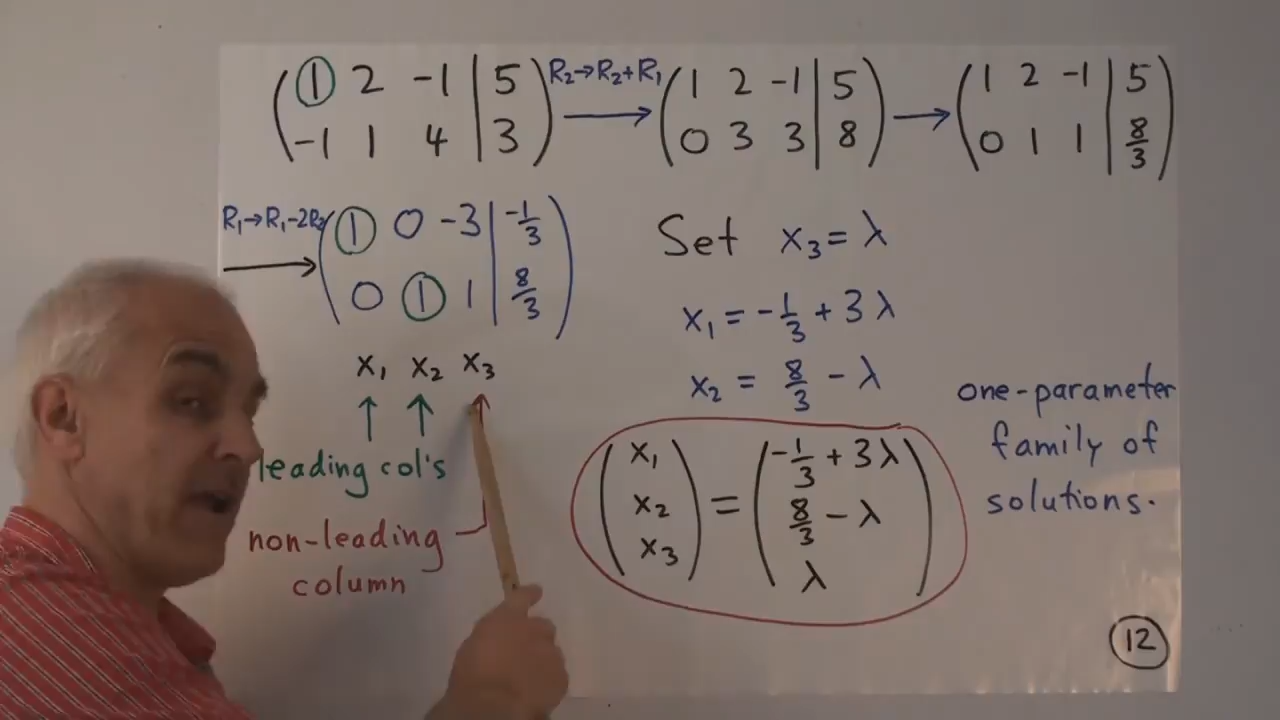 ( 1 2 -1 | 5 ) R₂→R₂+R₁ ( 1 2 -1 | 5 ) → ( 1 2 -1 | 5 )
( -1 1 4 | 3 ) → ( 0 3 3 | 8 ) ( 0 1 1 | 8/3 )
R₁→R₁-2R₂ ( 1 0 -3 | -1/3 )
→ ( 0 1 1 | 8/3 )
x₁ x₂ x₃
↑ ↑ ↑
leading col's
non-leading
column
Set x₃ = λ
x₁ = -1/3 + 3λ
x₂ = 8/3 - λ
( x₁ ) ( -1/3 + 3λ )
( x₂ ) = ( 8/3 - λ )
( x₃ ) ( λ )
one-parameter
family of
solutions.
12